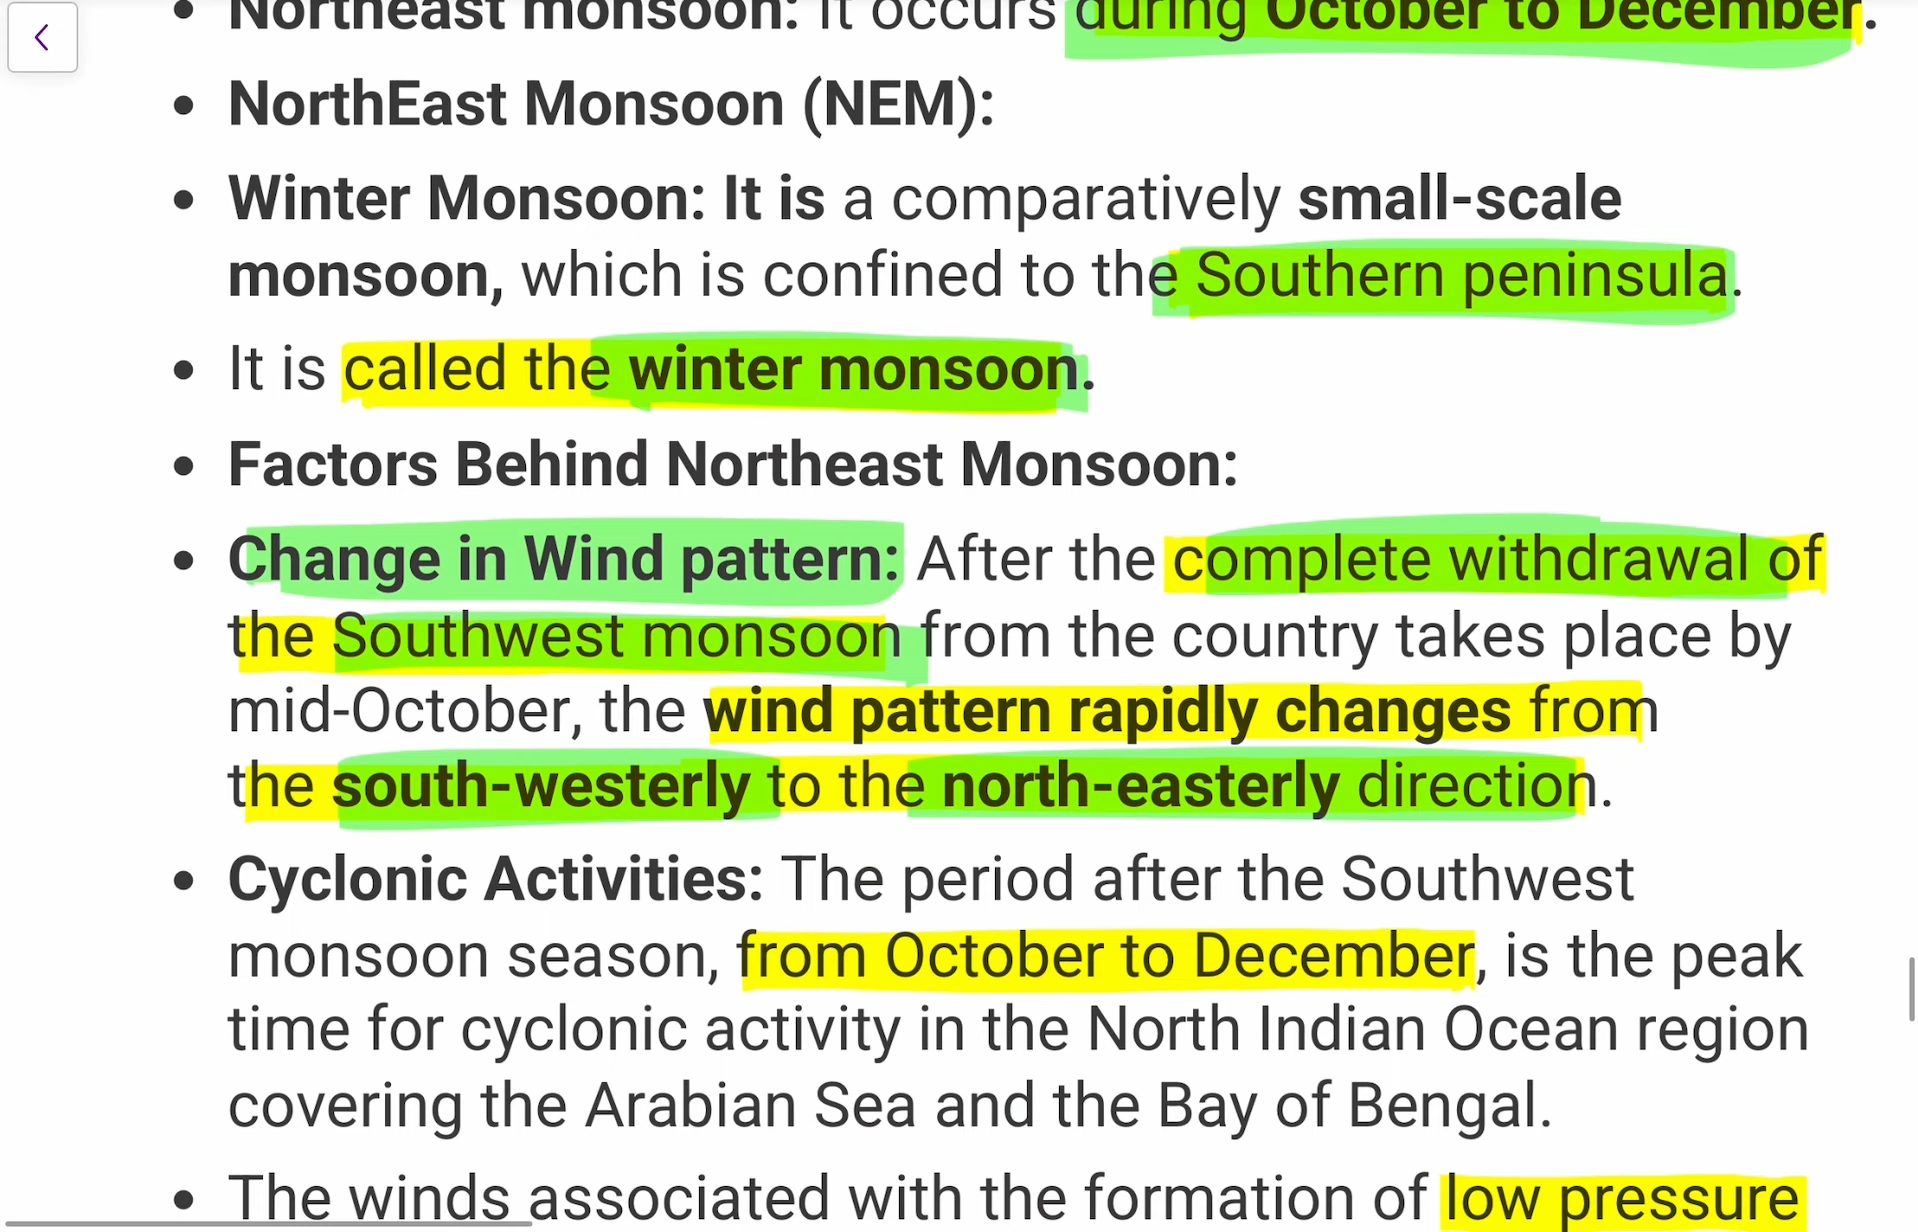 • Northeast monsoon: It occurs during October to December.
• NorthEast Monsoon (NEM):
• Winter Monsoon: It is a comparatively small-scale
monsoon, which is confined to the Southern peninsula.
• It is called the winter monsoon.
• Factors Behind Northeast Monsoon:
• Change in Wind pattern: After the complete withdrawal of
the Southwest monsoon from the country takes place by
mid-October, the wind pattern rapidly changes from
the south-westerly to the north-easterly direction.
• Cyclonic Activities: The period after the Southwest
monsoon season, from October to December, is the peak
time for cyclonic activity in the North Indian Ocean region
covering the Arabian Sea and the Bay of Bengal.
• The winds associated with the formation of low pressure